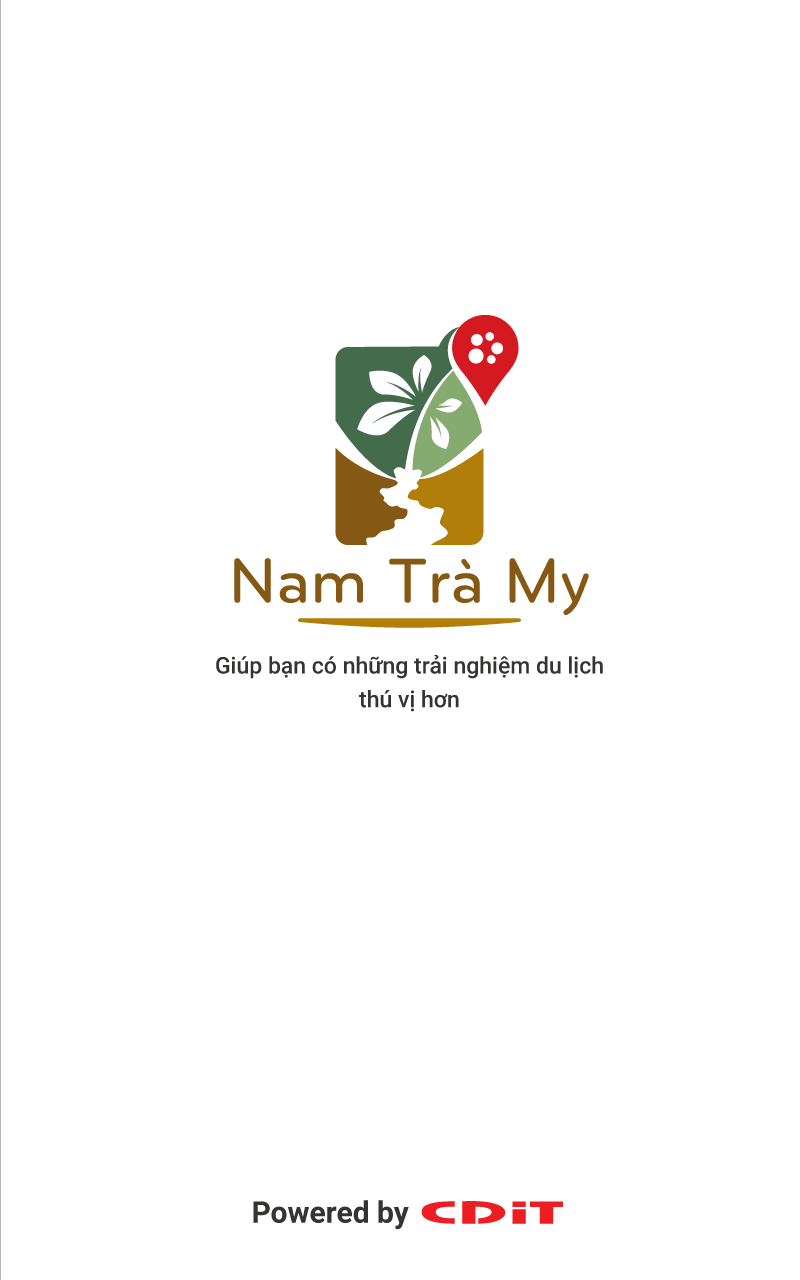 Nam Trà My
Giúp bạn có những trải nghiệm du lịch
thú vị hơn
Powered by CDiT